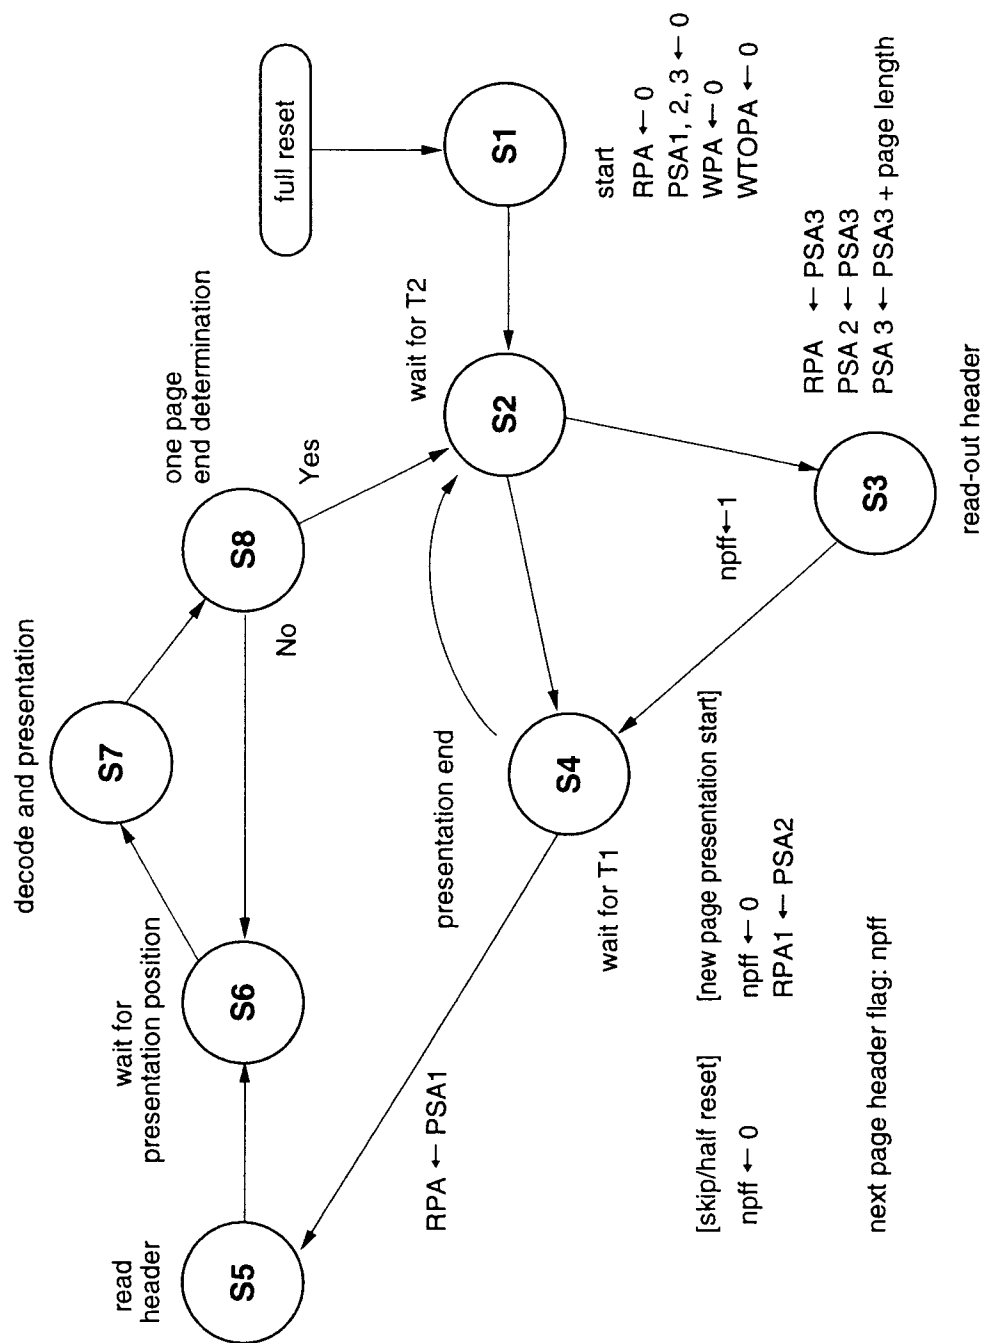 full reset
S1
start
RPA ← 0
PSA1, 2, 3 ← 0
WPA ← 0
WTOPA ← 0
one page
end determination
wait for T2
S8
Yes
No
S2
RPA ← PSA3
PSA 2 ← PSA3
PSA 3 ← PSA3 + page length
S3
read-out header
npff←1
decode and presentation
S7
presentation end
S4
wait for T1
[new page presentation start]
npff ← 0
RPA1 ← PSA2
wait for
presentation position
S6
RPA ← PSA1
[skip/half reset]
npff ← 0
next page header flag: npff
read
header
S5